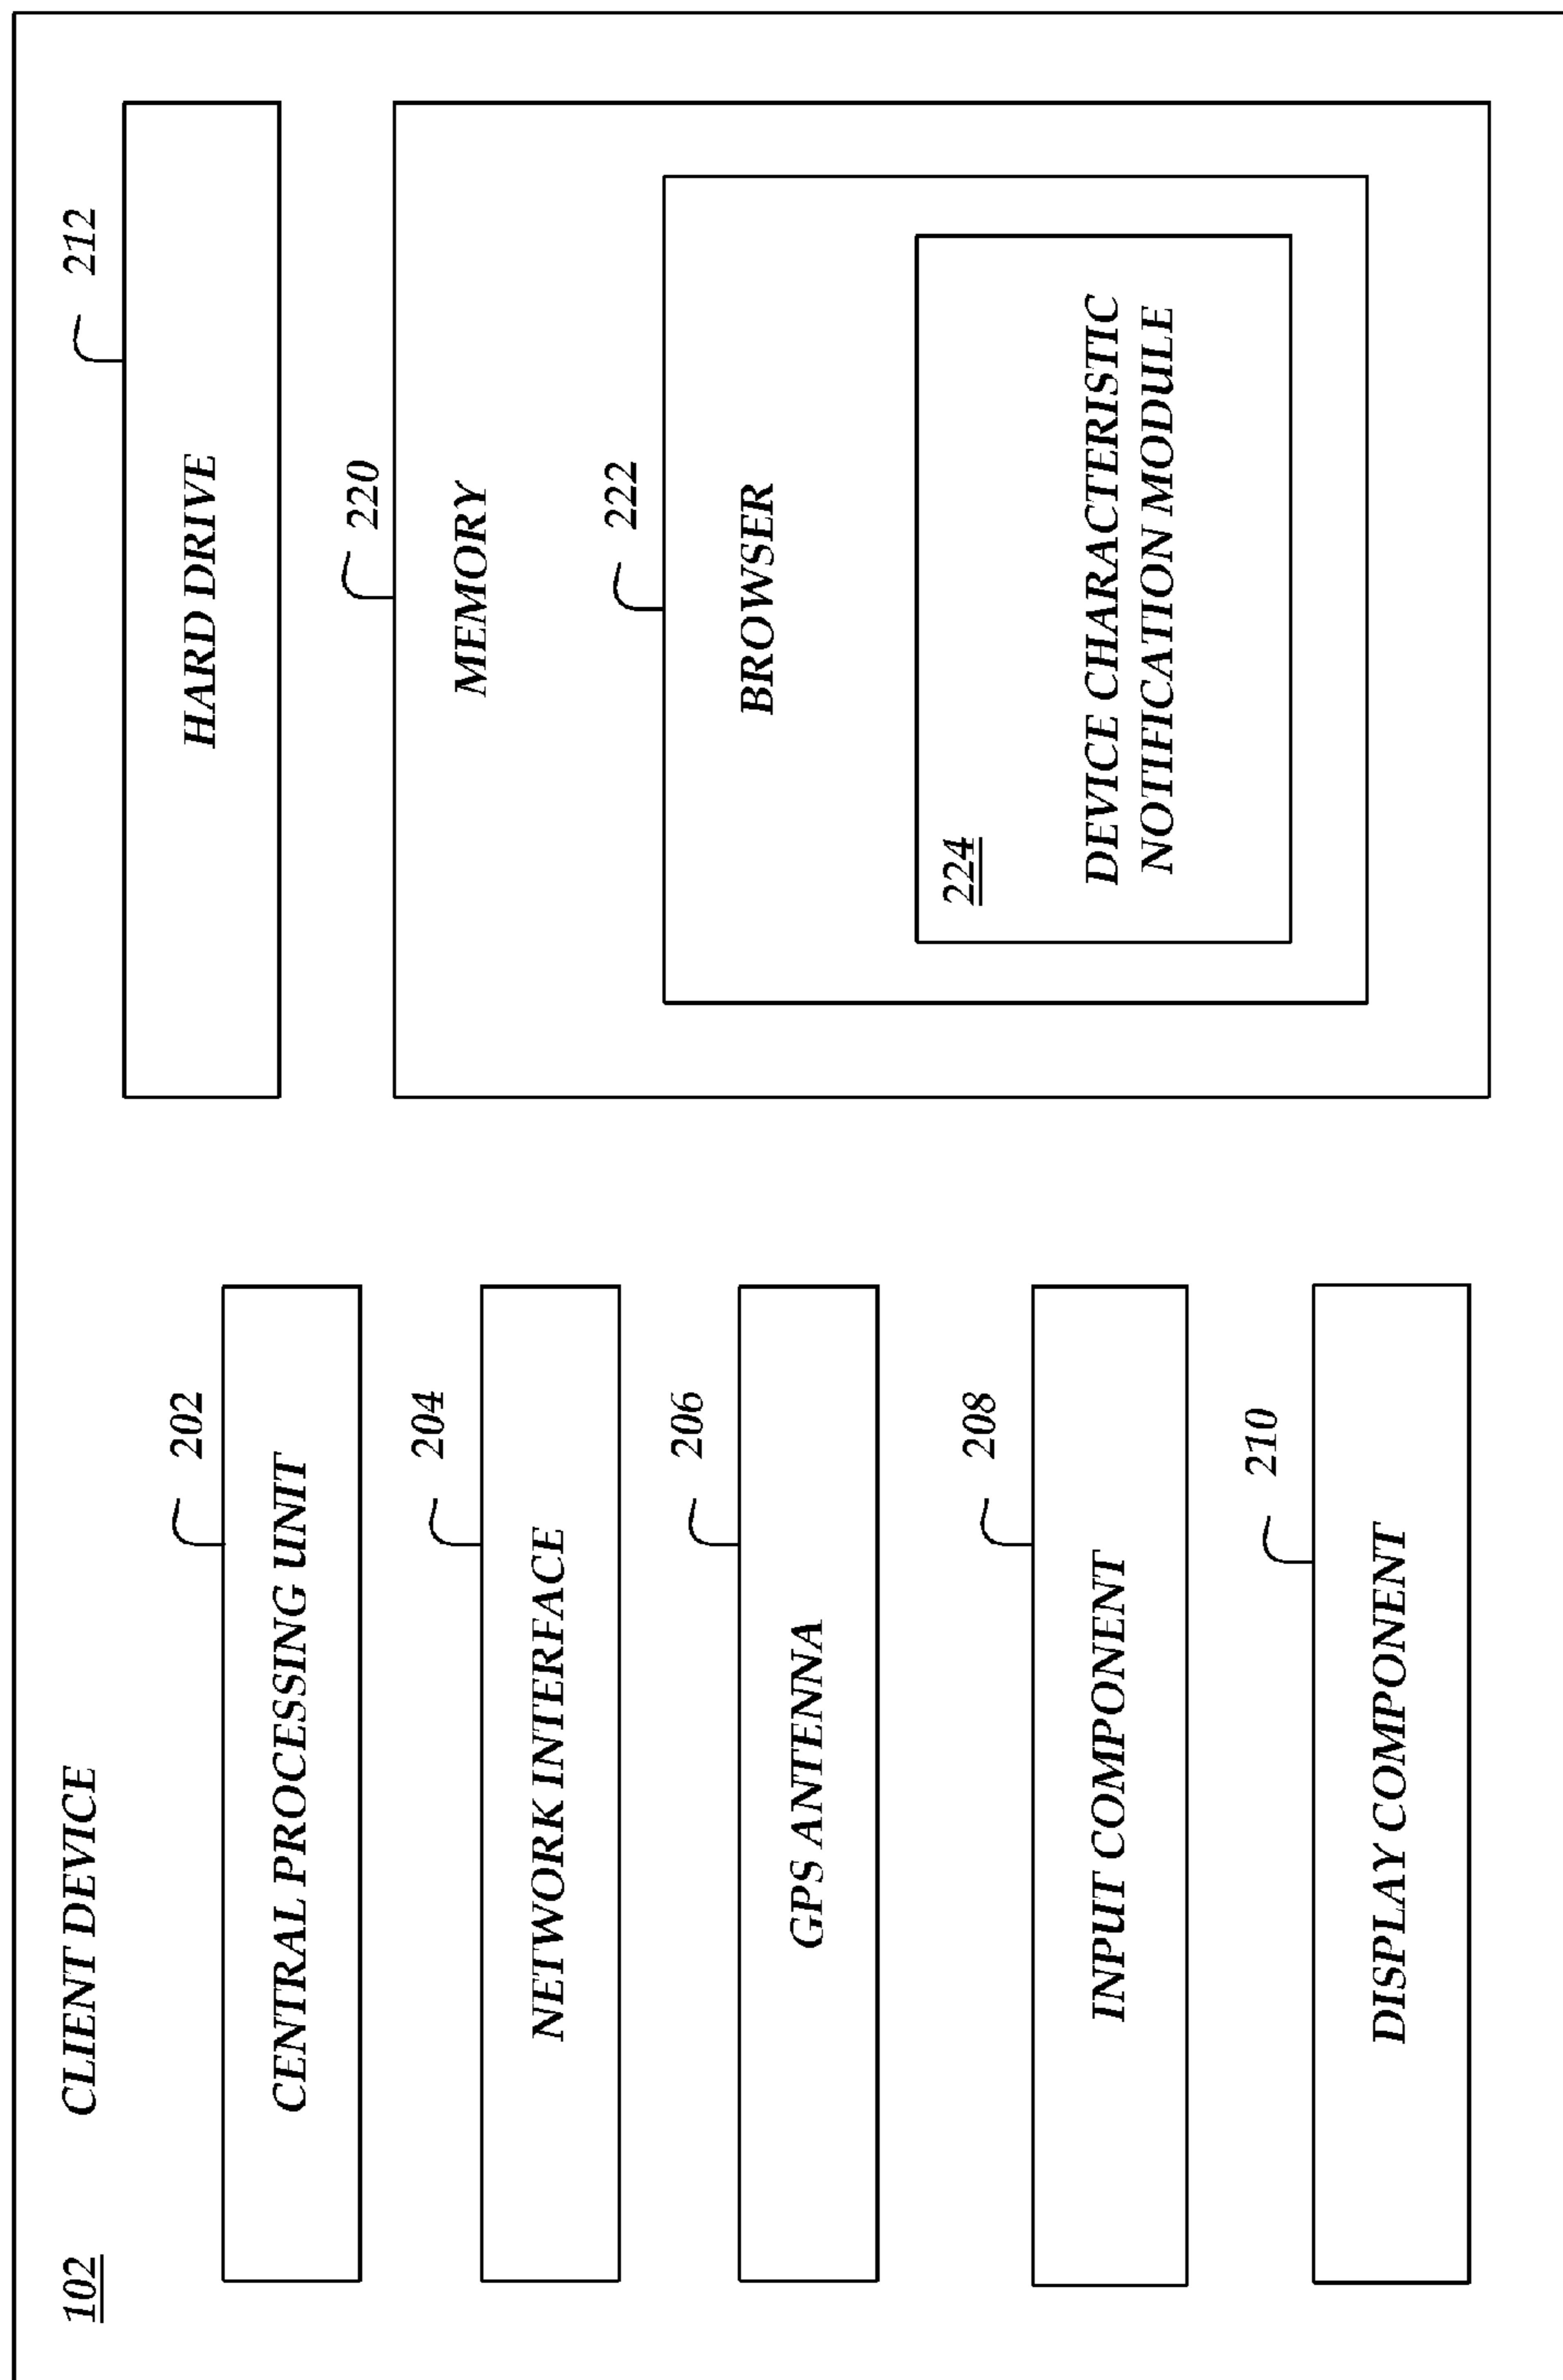 102
CLIENT DEVICE
202
CENTRAL PROCESSING UNIT
204
NETWORK INTERFACE
206
GPS ANTENNA
208
INPUT COMPONENT
210
DISPLAY COMPONENT
212
HARD DRIVE
220
MEMORY
222
BROWSER
224
DEVICE CHARACTERISTIC
NOTIFICATION MODULE